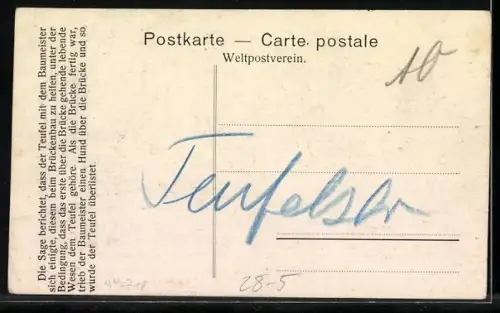 Postkarte — Carte postale
Weltpostverein.
Die Sage berichtet, dass der Teufel mit dem Baumeister
sich einigte, diesem beim Brückenbau zu helfen, unter der
Bedingung, dass das erste über die Brücke gehende lebende
Wesen dem Teufel gehöre. Als die Brücke fertig war,
trieb der Baumeister einen Hund über die Brücke und so
wurde der Teufel überlistet.
Teufelsbr
28-5